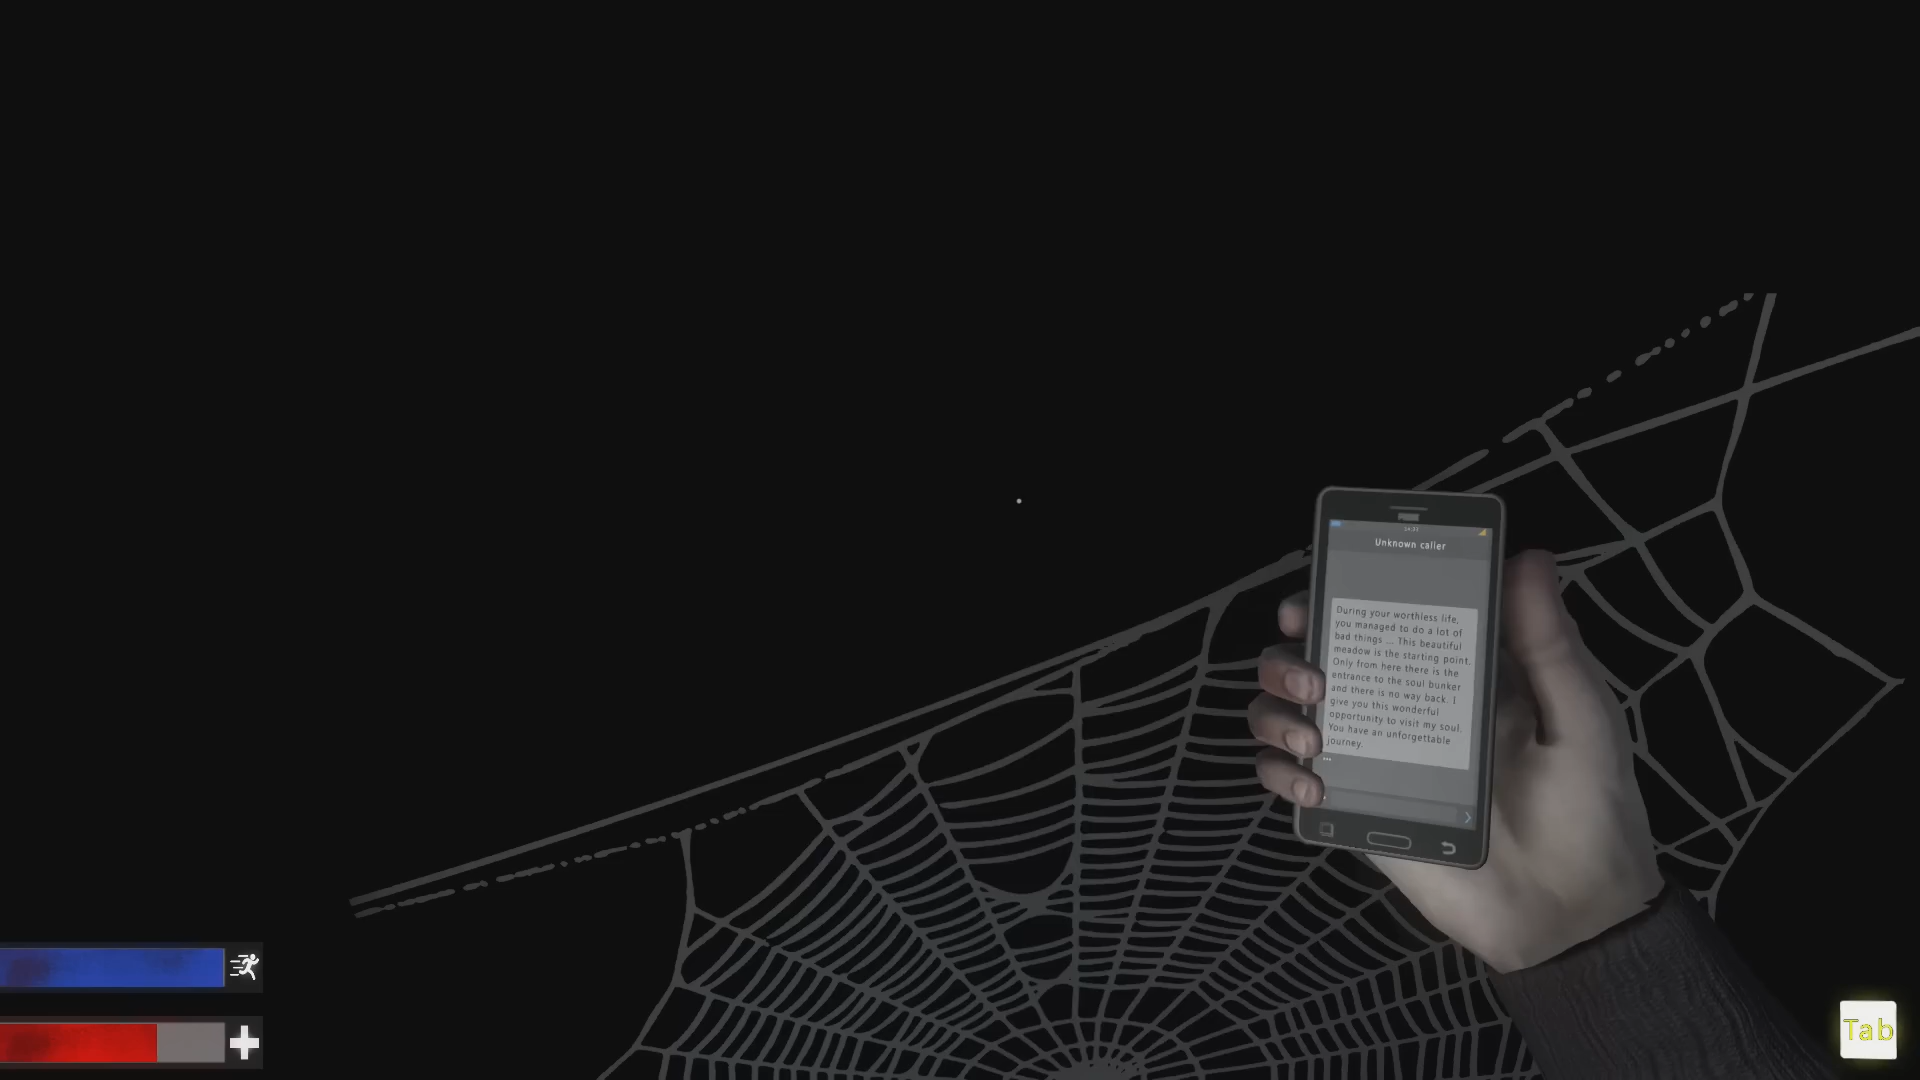 Unknown caller
During your worthless life,
you managed to do a lot of
bad things ... This beautiful
meadow is the starting point.
Only from here there is the
entrance to the soul bunker
and there is no way back. I
give you this wonderful
opportunity to visit my soul.
You have an unforgettable
journey.
...
Tab